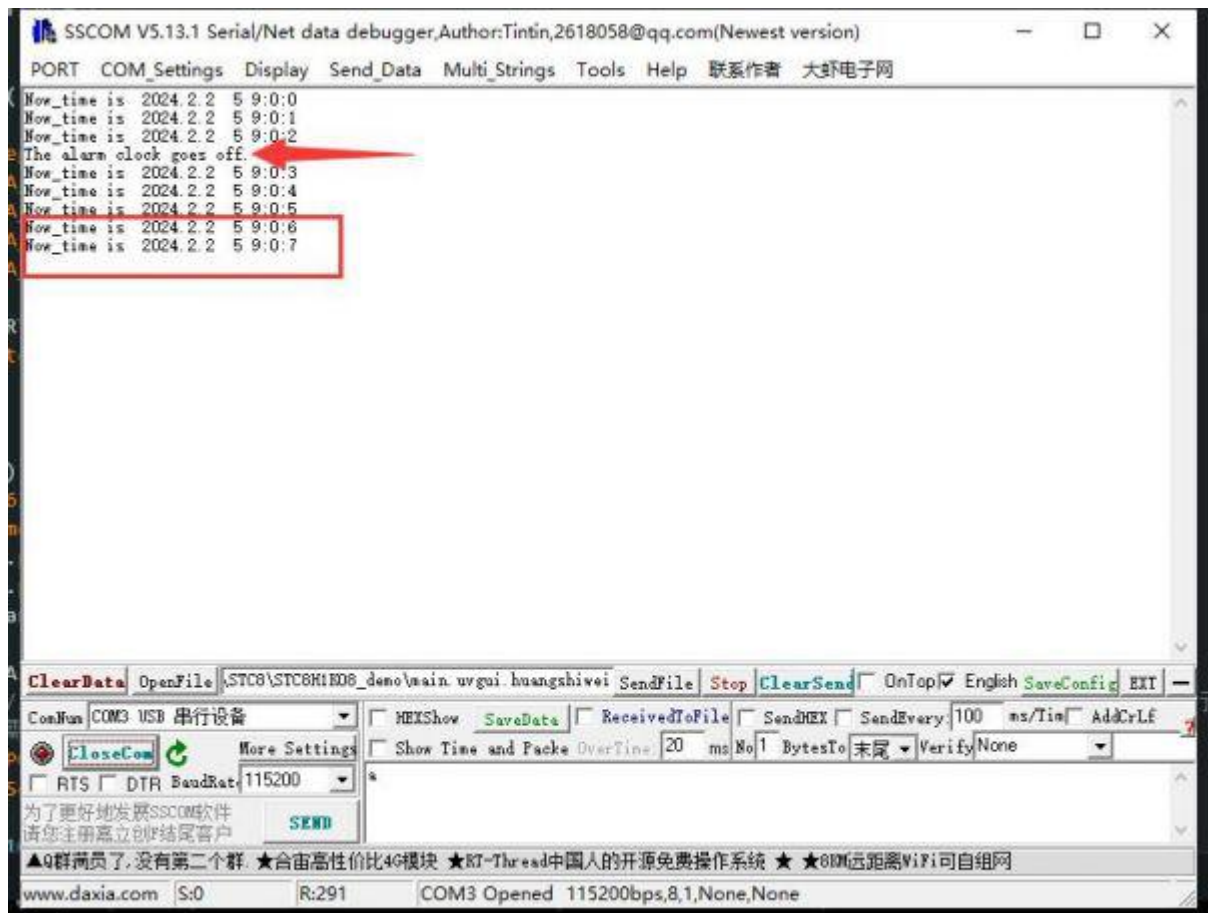 SSCOM V5.13.1 Serial/Net data debugger,Author:Tintin,2618058@qq.com(Newest version)
PORT COM_Settings Display Send_Data Multi_Strings Tools Help 联系作者 大虾电子网
Now_time is 2024.2.2 5 9:0:0
Now_time is 2024.2.2 5 9:0:1
Now_time is 2024.2.2 5 9:0:2
The alarm clock goes off.
Now_time is 2024.2.2 5 9:0:3
Now_time is 2024.2.2 5 9:0:4
Now_time is 2024.2.2 5 9:0:5
Now_time is 2024.2.2 5 9:0:6
Now_time is 2024.2.2 5 9:0:7
ClearData OpenFile STC8\STC8H1K08_demo\main.uvgui.huangshiwei SendFile Stop ClearSend OnTop English SaveConfig EXT —
ComNum COM3 USB 串行设备 HEXShow SaveData ReceivedToFile SendHEX SendEvery: 100 ms/Tim AddCrLf
CloseCom More Settings Show Time and Packe OverTime: 20 ms No 1 BytesTo 末尾 Verify None
RTS DTR BaudRat 115200 a
为了更好地发展SSCOM软件
请您注册嘉立创F结尾客户 SEND
▲Q群满员了,没有第二个群. ★合宙高性价比4G模块 ★RT-Thread中国人的开源免费操作系统 ★ ★8KM远距离WiFi可自组网
www.daxia.com S:0 R:291 COM3 Opened 115200bps,8,1,None,None